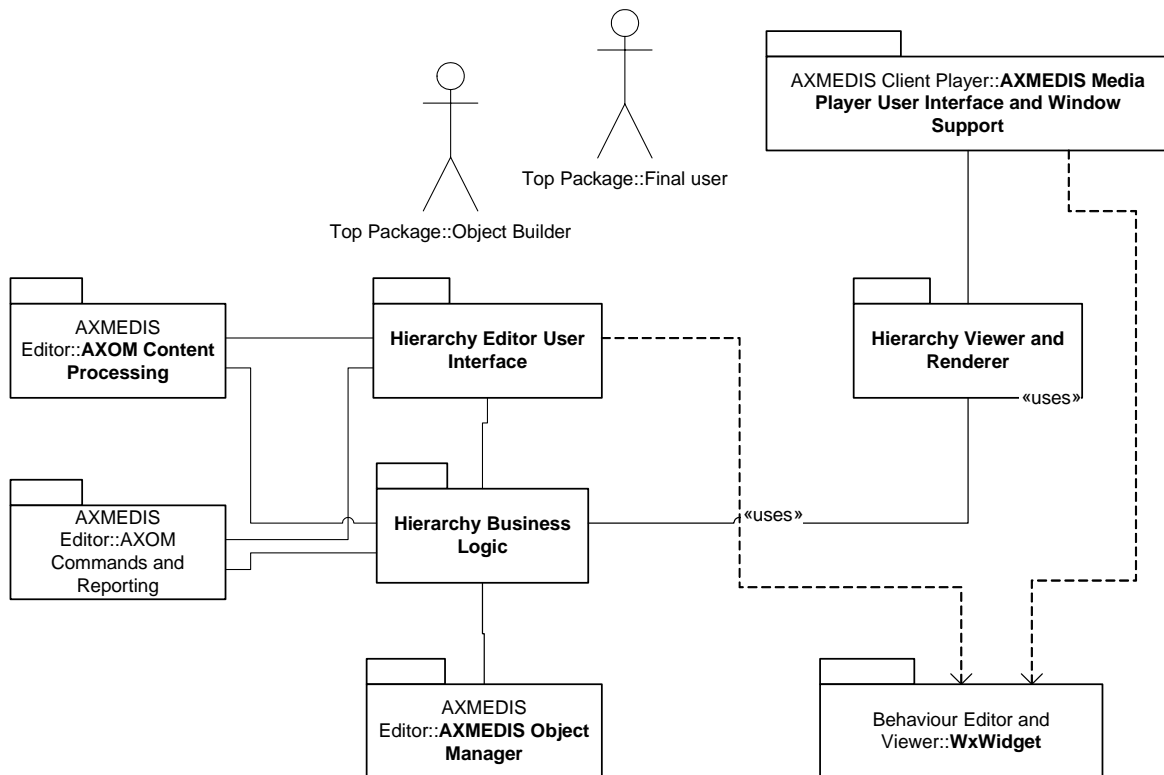 AXMEDIS Client Player::AXMEDIS Media
Player User Interface and Window
Support
Top Package::Final user
Top Package::Object Builder
AXMEDIS
Editor::AXOM Content
Processing
Hierarchy Editor User
Interface
Hierarchy Viewer and
Renderer
«uses»
AXMEDIS
Editor::AXOM
Commands and
Reporting
Hierarchy Business
Logic
«uses»
AXMEDIS
Editor::AXMEDIS Object
Manager
Behaviour Editor and
Viewer::WxWidget